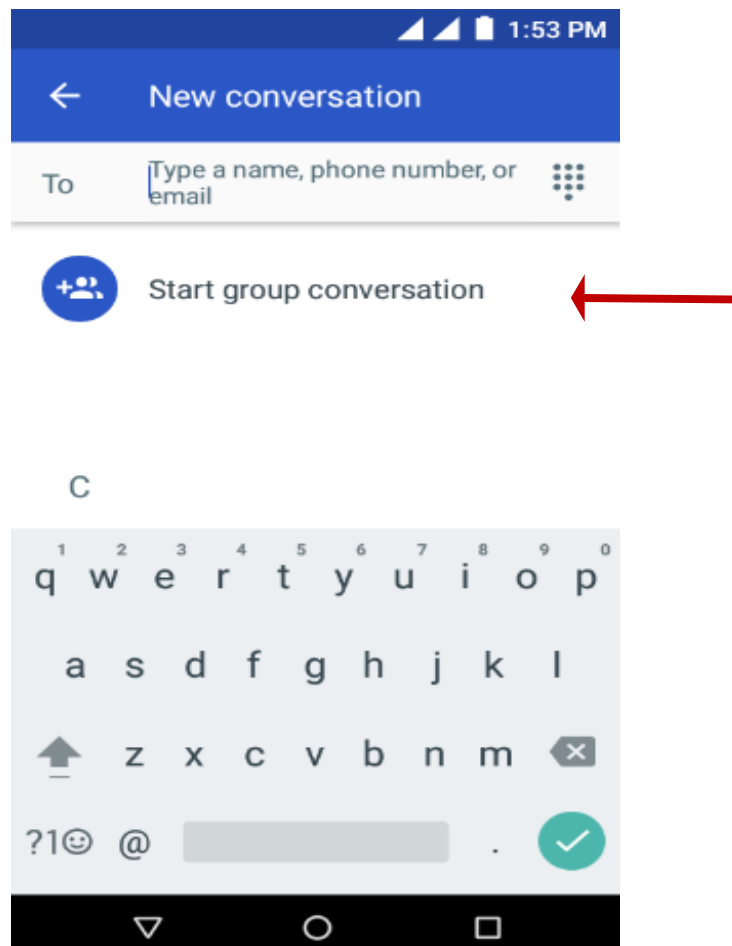 1:53 PM
New conversation
To
Type a name, phone number, or
email
Start group conversation
C
1 2 3 4 5 6 7 8 9 0
q w e r t y u i o p
a s d f g h j k l
z x c v b n m
?1☺ @ .